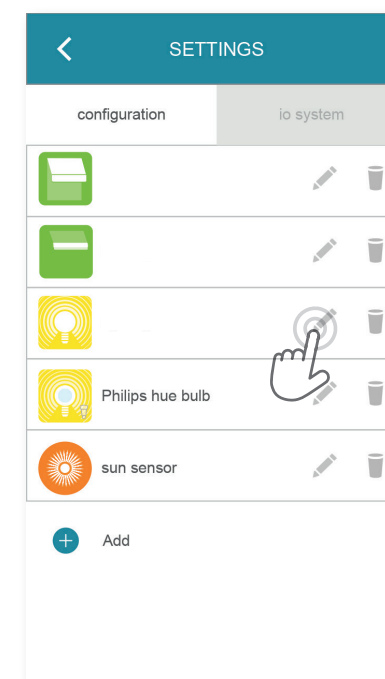 SETTINGS
configuration
io system
Philips hue bulb
sun sensor
Add